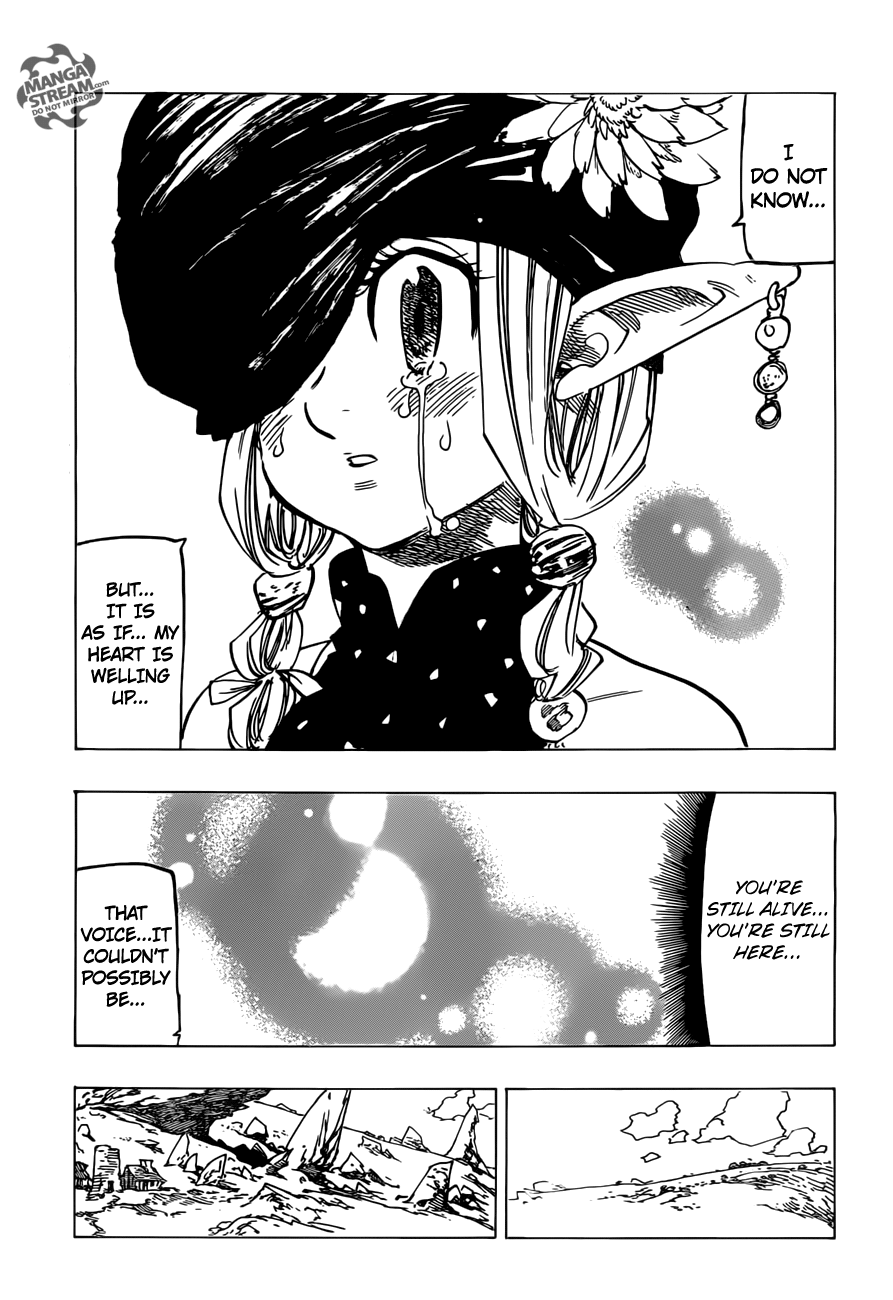 MANGA
STREAM.com
DO NOT MIRROR
I
DO NOT
KNOW...
BUT...
IT IS
AS IF... MY
HEART IS
WELLING
UP...
YOU'RE
STILL ALIVE...
YOU'RE STILL
HERE...
THAT
VOICE...IT
COULDN'T
POSSIBLY
BE...